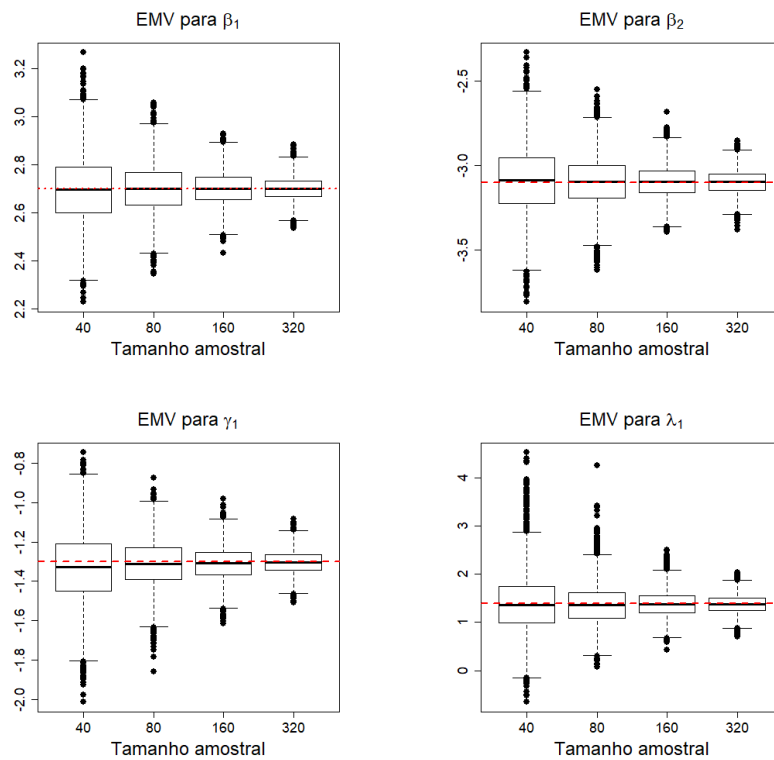 EMV para β₁
3.2
3.0
2.8
2.6
2.4
2.2
40 80 160 320
Tamanho amostral
EMV para β₂
-2.5
-3.0
-3.5
40 80 160 320
Tamanho amostral
EMV para γ₁
-0.8
-1.0
-1.2
-1.4
-1.6
-1.8
-2.0
40 80 160 320
Tamanho amostral
EMV para λ₁
4
3
2
1
0
40 80 160 320
Tamanho amostral